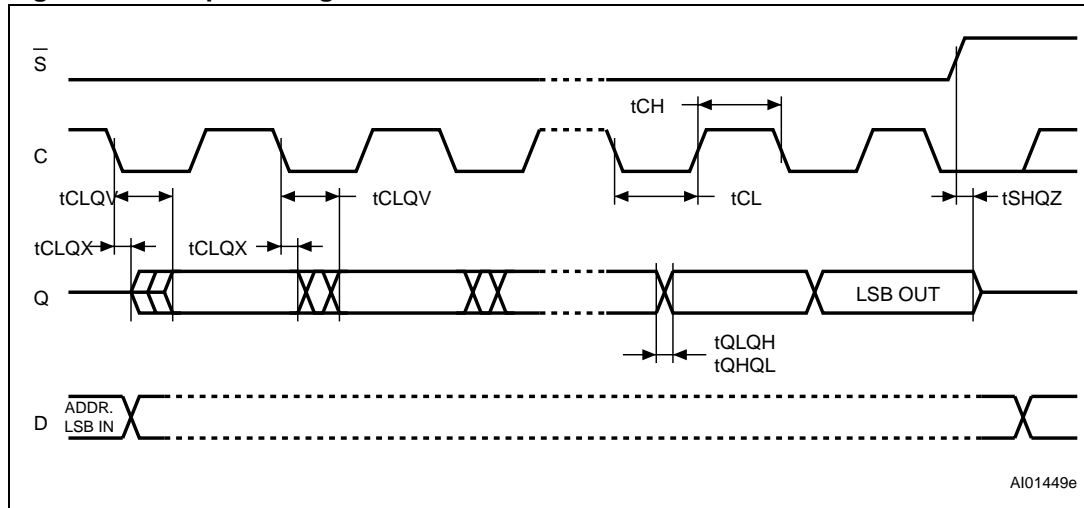 S
tCH
C
tCLQV
tCLQV
tCL
tSHQZ
tCLQX
tCLQX
Q
LSB OUT
tQLQH
tQHQL
D
ADDR.
LSB IN
AI01449e